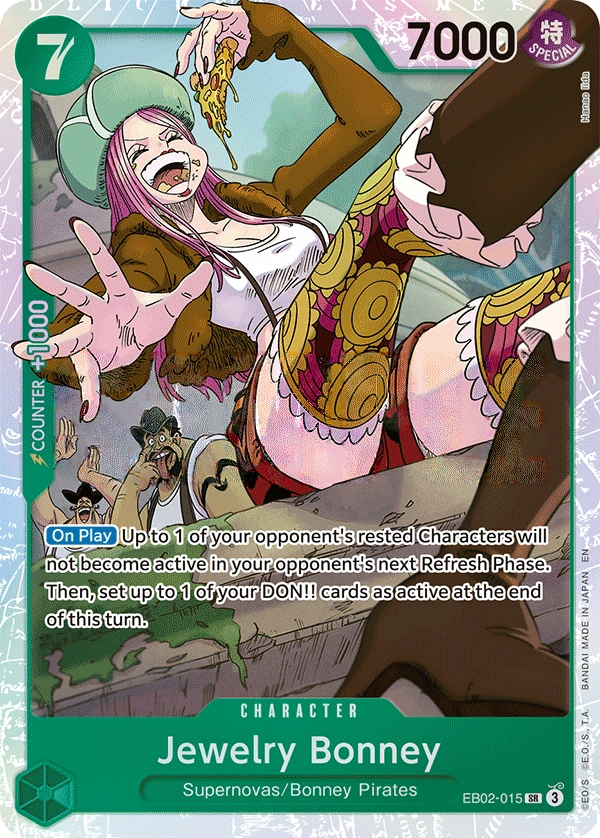 7
7000
特
SPECIAL
Hanao Iida
COUNTER +1000
On Play Up to 1 of your opponent's rested Characters will
not become active in your opponent's next Refresh Phase.
Then, set up to 1 of your DON!! cards as active at the end
of this turn.
CHARACTER
Jewelry Bonney
Supernovas/Bonney Pirates
EB02-015 SR 3
©E.O/S ©E.O./S., T.A. BANDAI MADE IN JAPAN EN